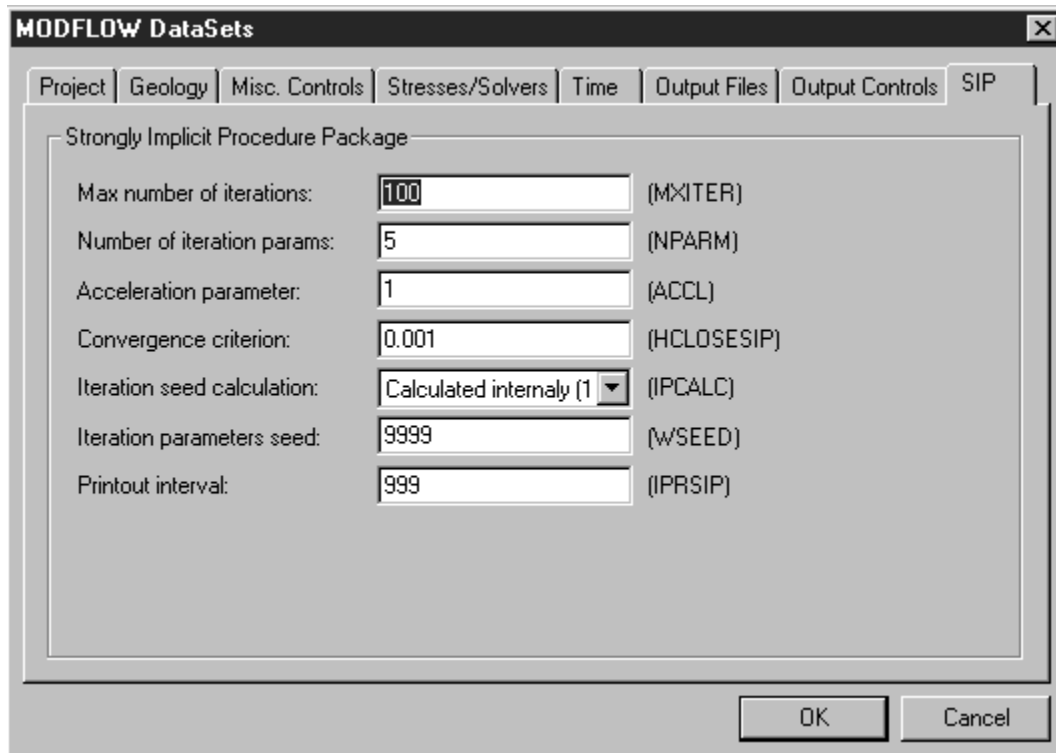 MODFLOW DataSets
Project Geology Misc. Controls Stresses/Solvers Time Output Files Output Controls SIP
Strongly Implicit Procedure Package
Max number of iterations: 100 (MXITER)
Number of iteration params: 5 (NPARM)
Acceleration parameter: 1 (ACCL)
Convergence criterion: 0.001 (HCLOSESIP)
Iteration seed calculation: Calculated internaly (1 (IPCALC)
Iteration parameters seed: 9999 (WSEED)
Printout interval: 999 (IPRSIP)
OK Cancel